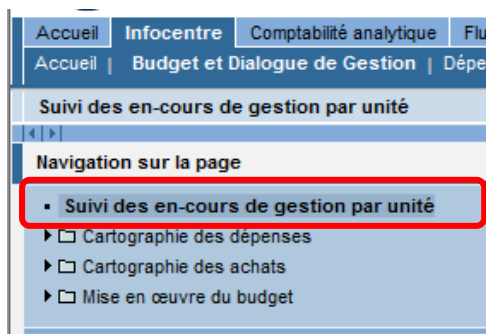 Accueil Infocentre Comptabilité analytique Flu
Accueil | Budget et Dialogue de Gestion | Dépe
Suivi des en-cours de gestion par unité
Navigation sur la page
Suivi des en-cours de gestion par unité
Cartographie des dépenses
Cartographie des achats
Mise en œuvre du budget